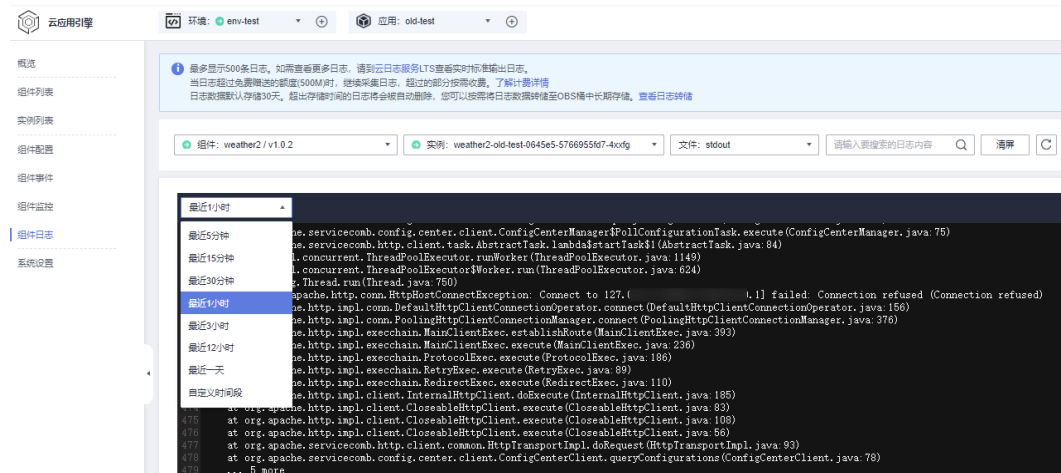 云应用引擎
环境: env-test
应用: old-test
概览
组件列表
实例列表
组件配置
组件事件
组件监控
组件日志
系统设置
最多显示500条日志。如需查看更多日志，请到云日志服务LTS查看实时标准输出日志。
当日志超过免费赠送的额度(500M)时，继续采集日志，超过的部分按需收费。了解计费详情
日志数据默认存储30天。超出存储时间的日志将会被自动删除，您可以按需将日志数据转储至OBS桶中长期存储。查看日志转储
组件: weather2 / v1.0.2
实例: weather2-old-test-0645e5-5766955fd7-4xxfg
文件: stdout
请输入要搜索的日志内容
清屏
最近1小时
最近5分钟
最近15分钟
最近30分钟
最近1小时
最近3小时
最近12小时
最近一天
自定义时间段
he.servicecomb.config.center.client.ConfigCenterManager$PollConfigurationTask.execute(ConfigCenterManager.java:75)
he.servicecomb.http.client.task.AbstractTask.lambda$startTask$1(AbstractTask.java:84)
l.concurrent.ThreadPoolExecutor.runWorker(ThreadPoolExecutor.java:1149)
l.concurrent.ThreadPoolExecutor$Worker.run(ThreadPoolExecutor.java:624)
g.Thread.run(Thread.java:750)
apache.http.conn.HttpHostConnectException: Connect to 127.( ).1] failed: Connection refused (Connection refused)
he.http.impl.conn.DefaultHttpClientConnectionOperator.connect(DefaultHttpClientConnectionOperator.java:156)
he.http.impl.conn.PoolingHttpClientConnectionManager.connect(PoolingHttpClientConnectionManager.java:376)
he.http.impl.execchain.MainClientExec.establishRoute(MainClientExec.java:393)
he.http.impl.execchain.MainClientExec.execute(MainClientExec.java:236)
he.http.impl.execchain.ProtocolExec.execute(ProtocolExec.java:186)
he.http.impl.execchain.RetryExec.execute(RetryExec.java:89)
he.http.impl.execchain.RedirectExec.execute(RedirectExec.java:110)
he.http.impl.client.InternalHttpClient.doExecute(InternalHttpClient.java:185)
474 at org.apache.http.impl.client.CloseableHttpClient.execute(CloseableHttpClient.java:83)
475 at org.apache.http.impl.client.CloseableHttpClient.execute(CloseableHttpClient.java:108)
476 at org.apache.http.impl.client.CloseableHttpClient.execute(CloseableHttpClient.java:56)
477 at org.apache.servicecomb.http.client.common.HttpTransportImpl.doRequest(HttpTransportImpl.java:93)
478 at org.apache.servicecomb.config.center.client.ConfigCenterClient.queryConfigurations(ConfigCenterClient.java:78)
479 ... 5 more